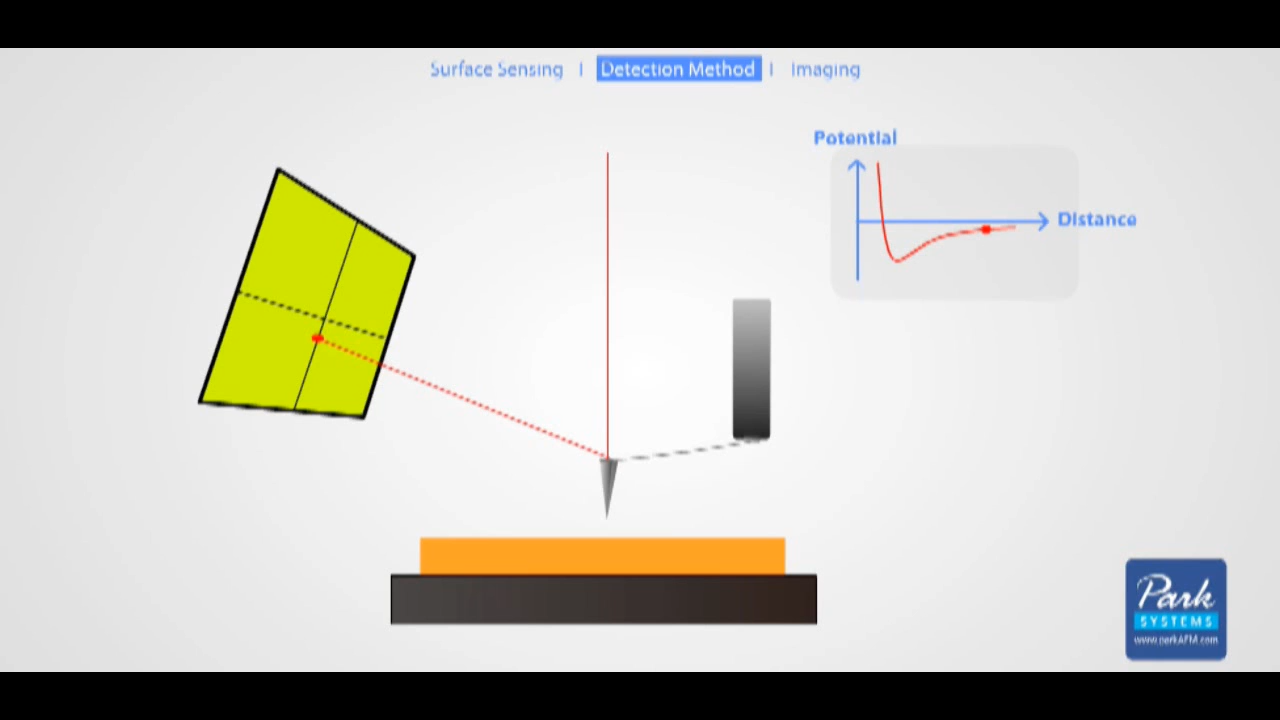 Surface Sensing | Detection Method | Imaging
Potential
Distance
Park
SYSTEMS
www.parkAFM.com